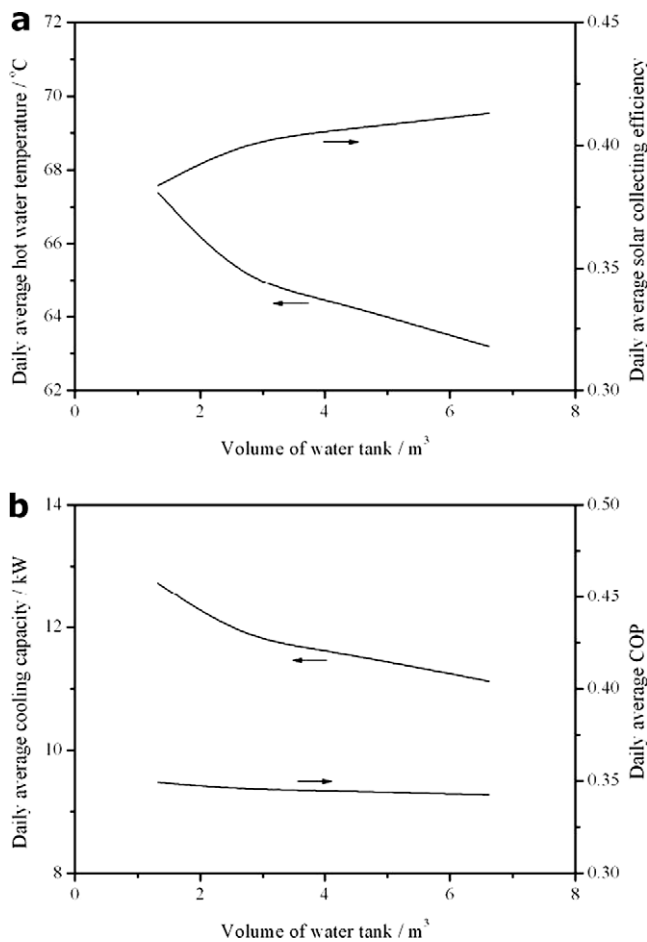 a
72
70
68
66
64
62
Daily average hot water temperature / °C
0.45
0.40
0.35
0.30
Daily average solar collecting efficiency
0 2 4 6 8
Volume of water tank / m³
b
14
12
10
8
Daily average cooling capacity / kW
0.50
0.45
0.40
0.35
0.30
Daily average COP
0 2 4 6 8
Volume of water tank / m³